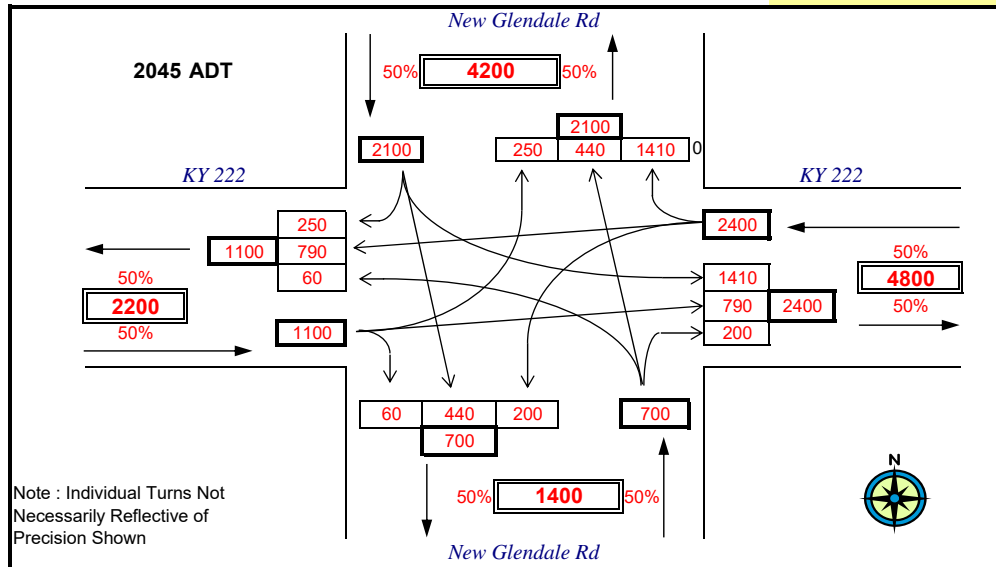 New Glendale Rd
2045 ADT
50% 4200 50%
2100
2100 250 440 1410 0
KY 222 KY 222
250 2400
1100 790
60
50% 50%
2200 1410 4800
50% 790 2400 50%
1100 200
60 440 200 700
700
50% 1400 50%
N
Note : Individual Turns Not
Necessarily Reflective of
Precision Shown
New Glendale Rd